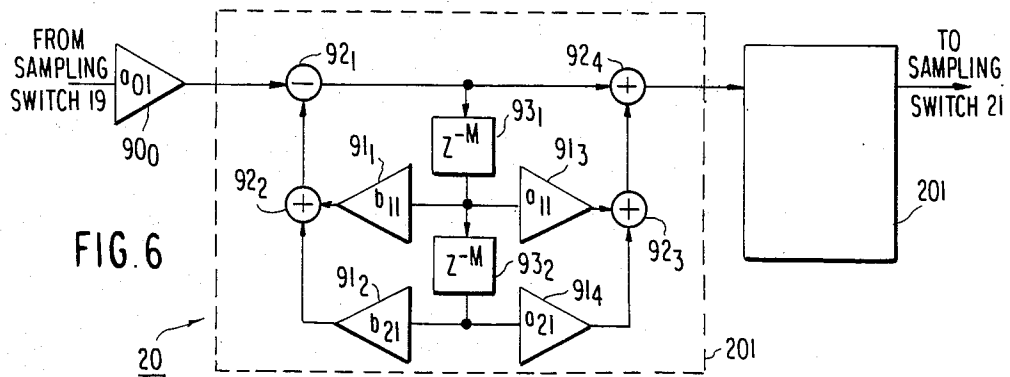 FROM
SAMPLING
SWITCH 19
a01
900
921
924
TO
SAMPLING
SWITCH 21
931
Z-M
911
913
922
b11
a11
923
201
FIG. 6
932
Z-M
912
914
b21
a21
20
201